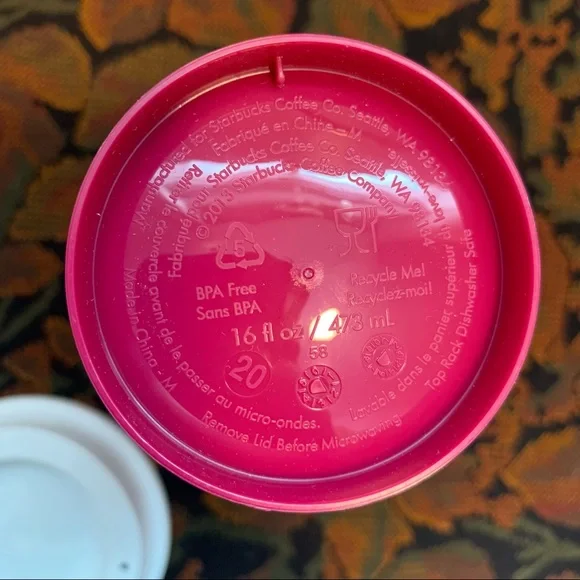 Manufactured for Starbucks Coffee Co. Seattle, WA 98134
Fabriqué en Chine - M
Fabriqué pour Starbucks Coffee Co. Seattle, WA 98134
© 2013 Starbucks Coffee Company
5
BPA Free
Sans BPA
Recycle Me!
Recyclez-moi!
16 fl oz / 473 mL
58
20
Made in China - M
Retirer le couvercle avant de le passer au micro-ondes.
Remove Lid Before Microwaving
Lavable dans le panier supérieur du lave-vaisselle
Top Rack Dishwasher Safe